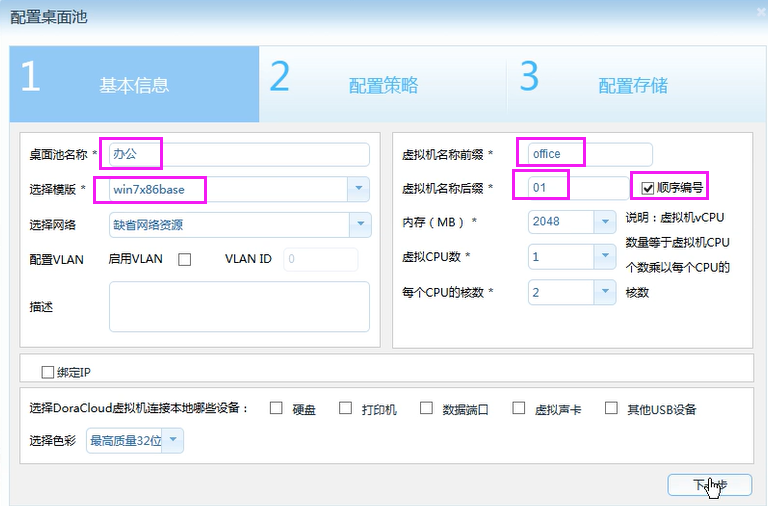 配置桌面池
1 基本信息
2 配置策略
3 配置存储
桌面池名称 * 办公
选择模版 * win7x86base
选择网络 缺省网络资源
配置VLAN 启用VLAN VLAN ID 0
描述
虚拟机名称前缀 * office
虚拟机名称后缀 * 01 顺序编号
内存（MB） * 2048
虚拟CPU数 * 1
每个CPU的核数 * 2
说明：虚拟机vCPU
数量等于虚拟机CPU
个数乘以每个CPU的
核数
绑定IP
选择DoraCloud虚拟机连接本地哪些设备： 硬盘 打印机 数据端口 虚拟声卡 其他USB设备
选择色彩 最高质量32位
下 步